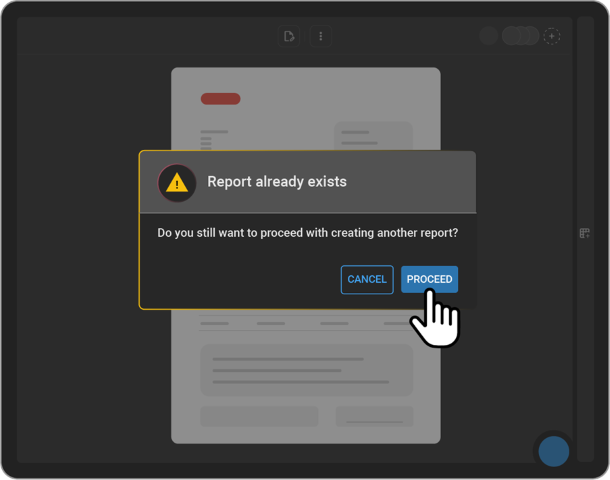 Report already exists
Do you still want to proceed with creating another report?
CANCEL
PROCEED